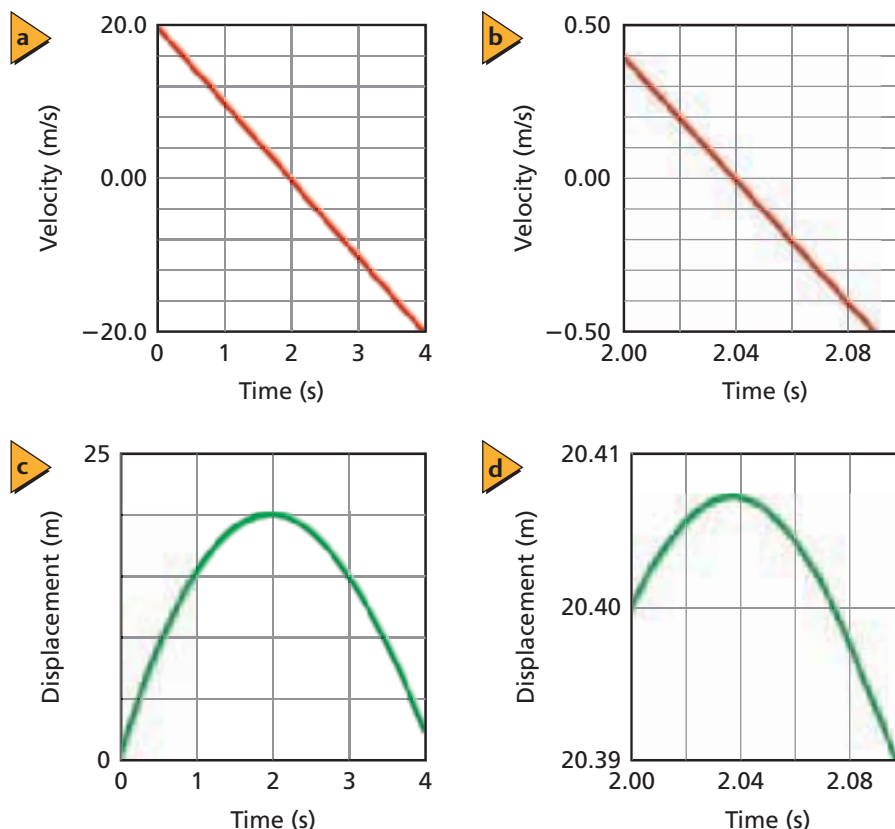 a
Velocity (m/s)
20.0
0.00
−20.0
0 1 2 3 4
Time (s)
b
Velocity (m/s)
0.50
0.00
−0.50
2.00 2.04 2.08
Time (s)
c
Displacement (m)
25
0
0 1 2 3 4
Time (s)
d
Displacement (m)
20.41
20.40
20.39
2.00 2.04 2.08
Time (s)